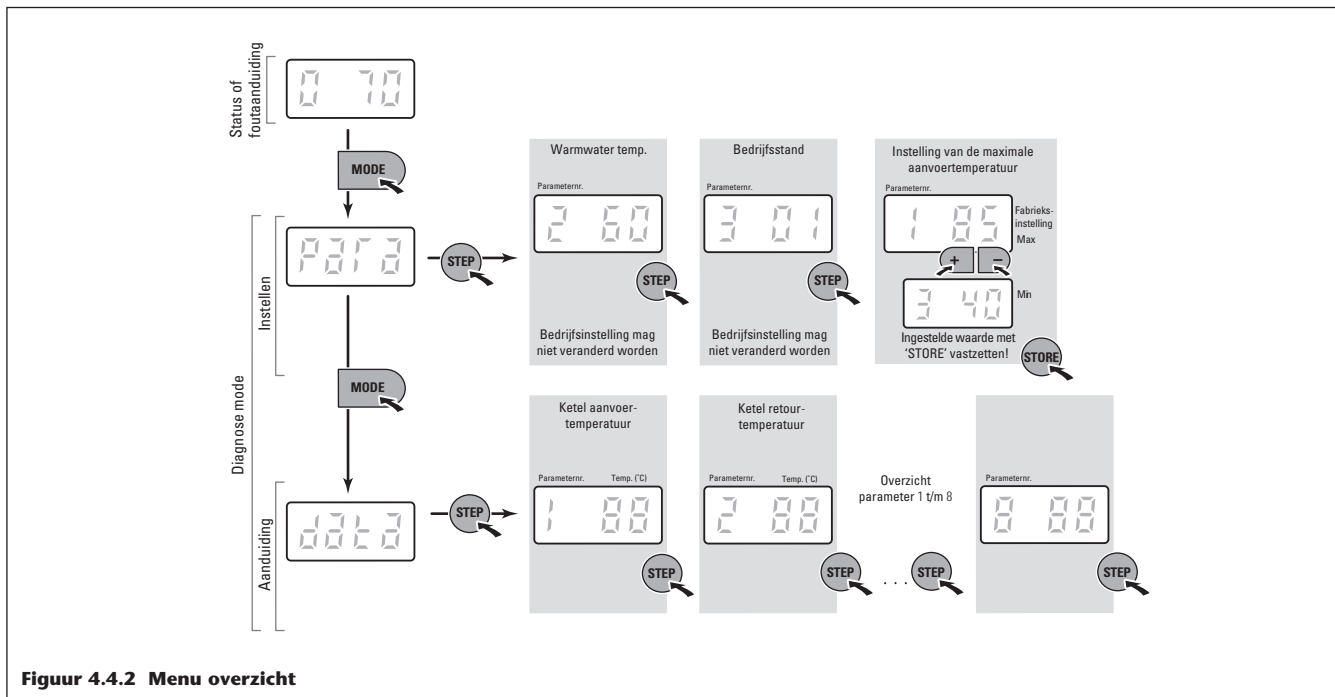 Status of
foutaanduiding
0 70
MODE
Diagnose mode
Instellen
Para
STEP
Warmwater temp.
Parameternr.
2 60
STEP
Bedrijfsinstelling mag
niet veranderd worden
Bedrijfsstand
Parameternr.
3 01
STEP
Bedrijfsinstelling mag
niet veranderd worden
Instelling van de maximale
aanvoertemperatuur
Parameternr.
1 85
Fabrieks-
instelling
Max
+ −
3 40
Min
Ingestelde waarde met
‘STORE’ vastzetten!
STORE
MODE
Aanduiding
data
STEP
Ketel aanvoer-
temperatuur
Parameternr. Temp. (°C)
1 88
STEP
Ketel retour-
temperatuur
Parameternr. Temp. (°C)
2 88
STEP
Overzicht
parameter 1 t/m 8
. . .
STEP
Parameternr.
8 88
STEP
Figuur 4.4.2 Menu overzicht